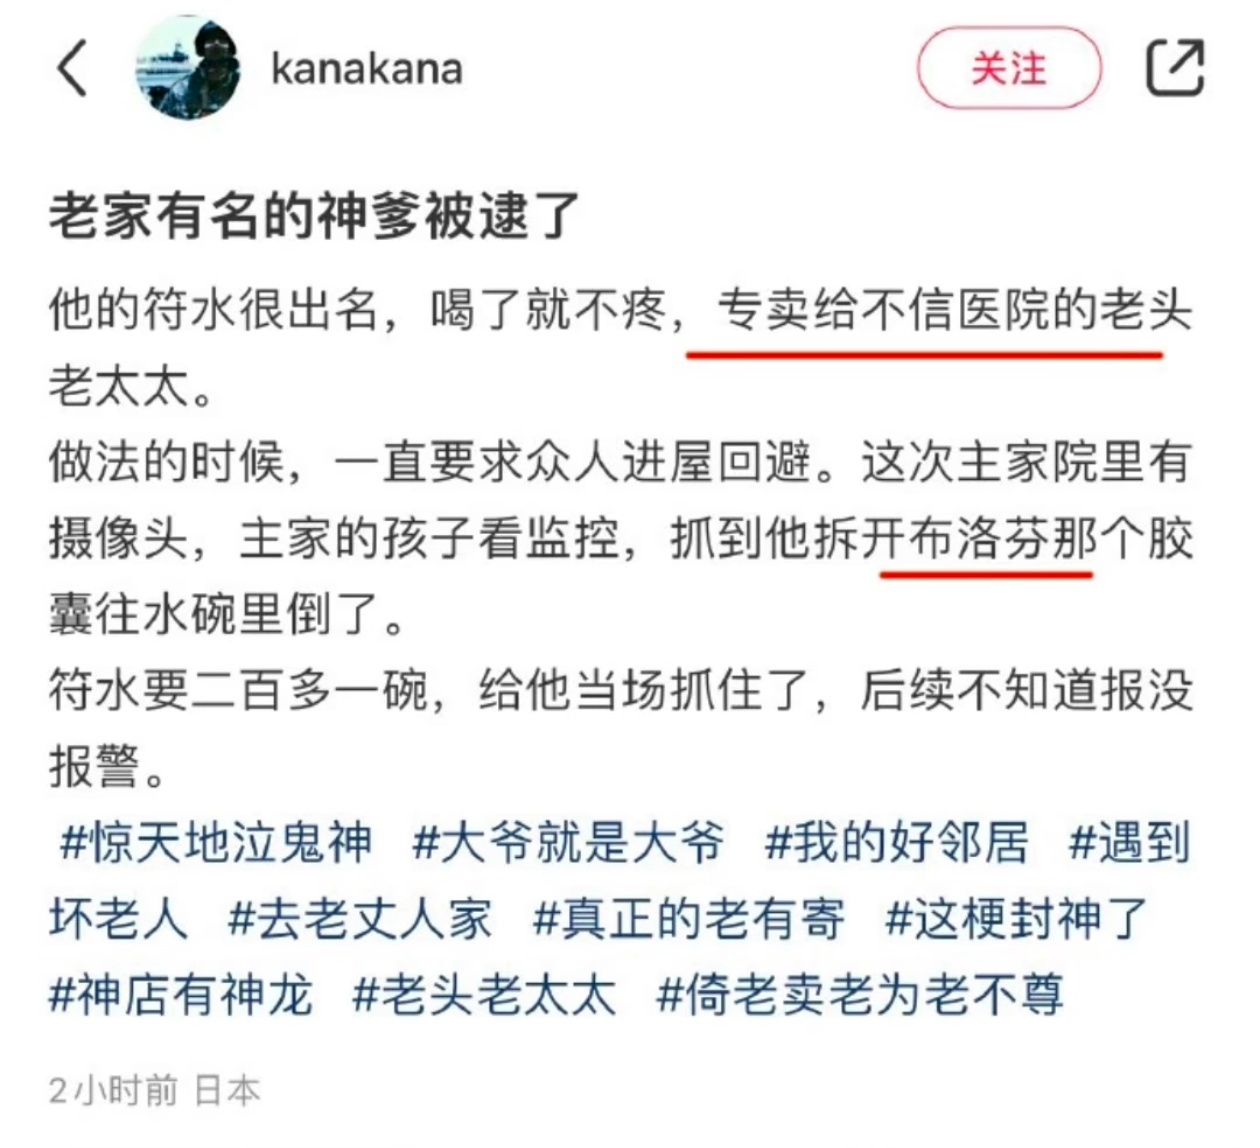 kanakana
关注
老家有名的神爹被逮了
他的符水很出名，喝了就不疼，专卖给不信医院的老头
老太太。
做法的时候，一直要求众人进屋回避。这次主家院里有
摄像头，主家的孩子看监控，抓到他拆开布洛芬那个胶
囊往水碗里倒了。
符水要二百多一碗，给他当场抓住了，后续不知道报没
报警。
#惊天地泣鬼神 #大爷就是大爷 #我的好邻居 #遇到
坏老人 #去老丈人家 #真正的老有寄 #这梗封神了
#神店有神龙 #老头老太太 #倚老卖老为老不尊
2小时前 日本